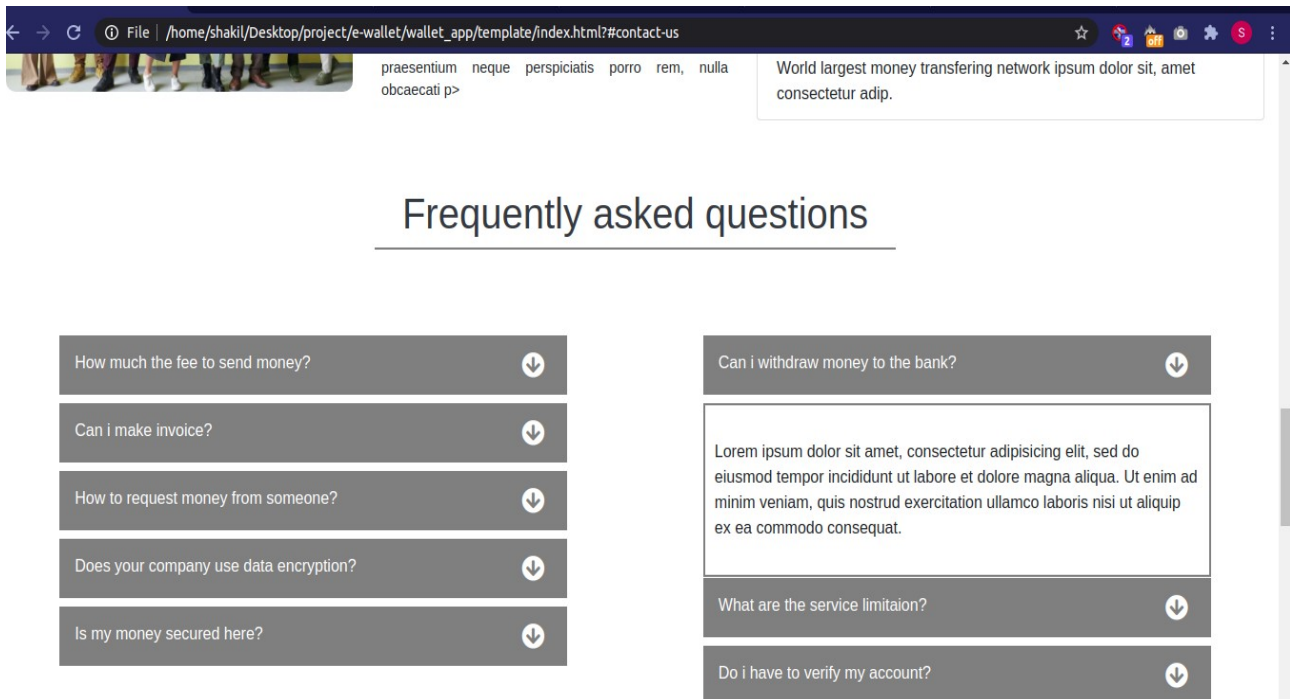 File | /home/shakil/Desktop/project/e-wallet/wallet_app/template/index.html?#contact-us
2
off
S
praesentium neque perspiciatis porro rem, nulla
obcaecati p>
World largest money transfering network ipsum dolor sit, amet
consectetur adip.
Frequently asked questions
How much the fee to send money?
Can i make invoice?
How to request money from someone?
Does your company use data encryption?
Is my money secured here?
Can i withdraw money to the bank?
Lorem ipsum dolor sit amet, consectetur adipisicing elit, sed do
eiusmod tempor incididunt ut labore et dolore magna aliqua. Ut enim ad
minim veniam, quis nostrud exercitation ullamco laboris nisi ut aliquip
ex ea commodo consequat.
What are the service limitaion?
Do i have to verify my account?